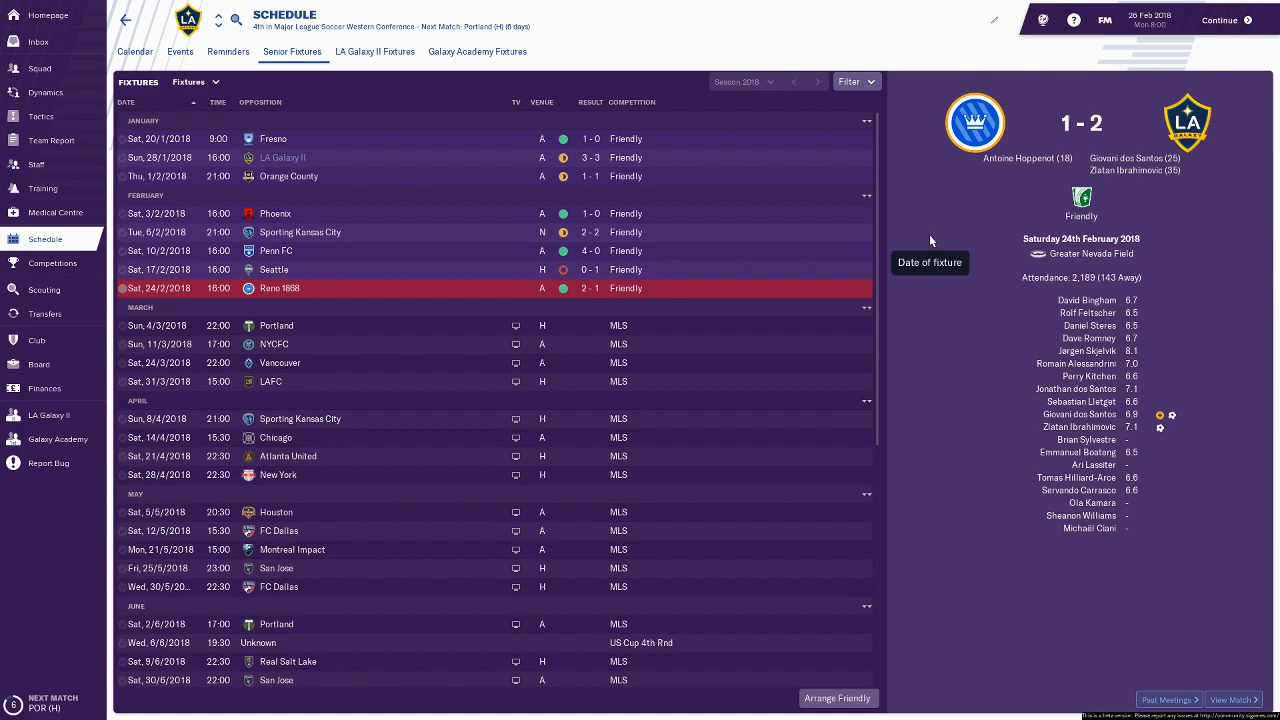 Homepage
Inbox
Squad
Dynamics
Tactics
Team Report
Staff
Training
Medical Centre
Schedule
Competitions
Scouting
Transfers
Club
Board
Finances
LA Galaxy II
Galaxy Academy
Report Bug
6 NEXT MATCH
POR (H)
SCHEDULE
4th in Major League Soccer Western Conference - Next Match: Portland (H) (6 days)
FM 26 Feb 2018
Mon 8:00
Continue
Calendar Events Reminders Senior Fixtures LA Galaxy II Fixtures Galaxy Academy Fixtures
FIXTURES Fixtures Season 2018 Filter
DATE TIME OPPOSITION TV VENUE RESULT COMPETITION
JANUARY
Sat, 20/1/2018 9:00 Fresno A 1 - 0 Friendly
Sun, 28/1/2018 16:00 LA Galaxy II A 3 - 3 Friendly
Thu, 1/2/2018 21:00 Orange County A 1 - 1 Friendly
FEBRUARY
Sat, 3/2/2018 16:00 Phoenix A 1 - 0 Friendly
Tue, 6/2/2018 21:00 Sporting Kansas City N 2 - 2 Friendly
Sat, 10/2/2018 16:00 Penn FC A 4 - 0 Friendly
Sat, 17/2/2018 16:00 Seattle H 0 - 1 Friendly
Sat, 24/2/2018 16:00 Reno 1868 A 2 - 1 Friendly
MARCH
Sun, 4/3/2018 22:00 Portland H MLS
Sun, 11/3/2018 17:00 NYCFC A MLS
Sat, 24/3/2018 22:00 Vancouver A MLS
Sat, 31/3/2018 15:00 LAFC H MLS
APRIL
Sun, 8/4/2018 21:00 Sporting Kansas City H MLS
Sat, 14/4/2018 15:30 Chicago A MLS
Sat, 21/4/2018 22:30 Atlanta United H MLS
Sat, 28/4/2018 22:30 New York H MLS
MAY
Sat, 5/5/2018 20:30 Houston A MLS
Sat, 12/5/2018 15:30 FC Dallas A MLS
Mon, 21/5/2018 15:00 Montreal Impact A MLS
Fri, 25/5/2018 23:00 San Jose H MLS
Wed, 30/5/20... 22:30 FC Dallas H MLS
JUNE
Sat, 2/6/2018 17:00 Portland A MLS
Wed, 6/6/2018 19:30 Unknown US Cup 4th Rnd
Sat, 9/6/2018 22:30 Real Salt Lake H MLS
Sat, 30/6/2018 22:00 San Jose A MLS
Arrange Friendly
LA GALAXY
1 - 2
Antoine Hoppenot (18) Giovani dos Santos (25)
Zlatan Ibrahimovic (35)
Friendly
Saturday 24th February 2018
Greater Nevada Field
Date of fixture
Attendance: 2,189 (143 Away)
David Bingham 6.7
Rolf Feltscher 6.5
Daniel Steres 6.5
Dave Romney 6.7
Jørgen Skjelvik 8.1
Romain Alessandrini 7.0
Perry Kitchen 6.6
Jonathan dos Santos 7.1
Sebastian Lletget 6.6
Giovani dos Santos 6.9
Zlatan Ibrahimovic 7.1
Brian Sylvestre -
Emmanuel Boateng 6.5
Ari Lassiter -
Tomas Hilliard-Arce 6.6
Servando Carrasco 6.6
Ola Kamara -
Sheanon Williams -
Michaël Ciani -
Past Meetings View Match
This is a beta version. Please report any issues at http://community.sigames.com/